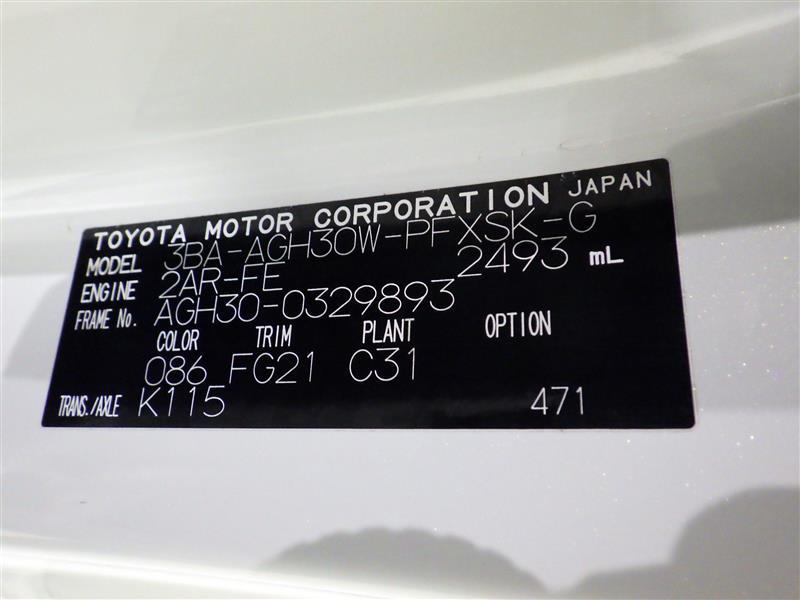 TOYOTA MOTOR CORPORATION JAPAN
MODEL 3BA-AGH30W-PFXSK-G
ENGINE 2AR-FE 2493 mL
FRAME No. AGH30-0329893
COLOR TRIM PLANT OPTION
086 FG21 C31
TRANS./AXLE K115 471